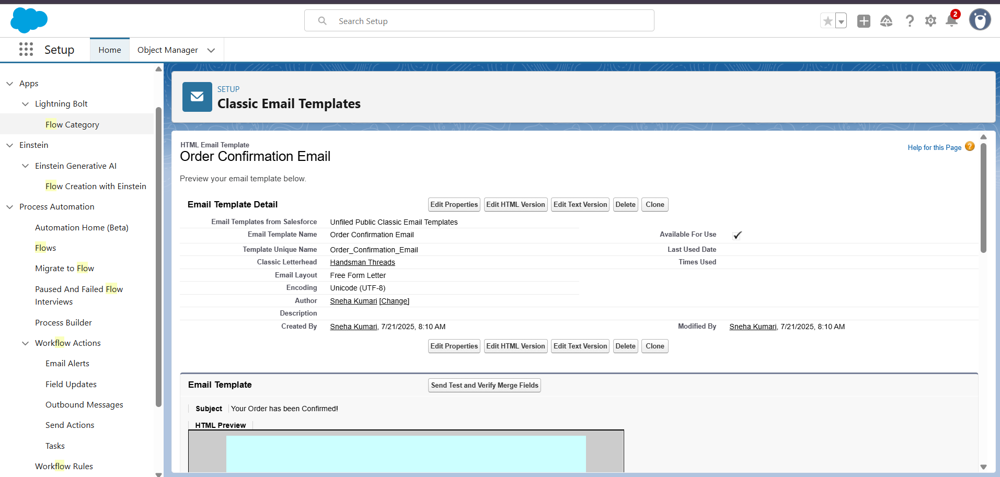 Search Setup
2
Setup
Home
Object Manager
Apps
Lightning Bolt
Flow Category
Einstein
Einstein Generative AI
Flow Creation with Einstein
Process Automation
Automation Home (Beta)
Flows
Migrate to Flow
Paused And Failed Flow
Interviews
Process Builder
Workflow Actions
Email Alerts
Field Updates
Outbound Messages
Send Actions
Tasks
Workflow Rules
SETUP
Classic Email Templates
HTML Email Template
Order Confirmation Email
Help for this Page ?
Preview your email template below.
Email Template Detail
Edit Properties Edit HTML Version Edit Text Version Delete Clone
Email Templates from Salesforce Unfiled Public Classic Email Templates
Email Template Name Order Confirmation Email Available For Use
Template Unique Name Order_Confirmation_Email Last Used Date
Classic Letterhead Handsman Threads Times Used
Email Layout Free Form Letter
Encoding Unicode (UTF-8)
Author Sneha Kumari [Change]
Description
Created By Sneha Kumari, 7/21/2025, 8:10 AM Modified By Sneha Kumari, 7/21/2025, 8:10 AM
Edit Properties Edit HTML Version Edit Text Version Delete Clone
Email Template Send Test and Verify Merge Fields
Subject Your Order has been Confirmed!
HTML Preview